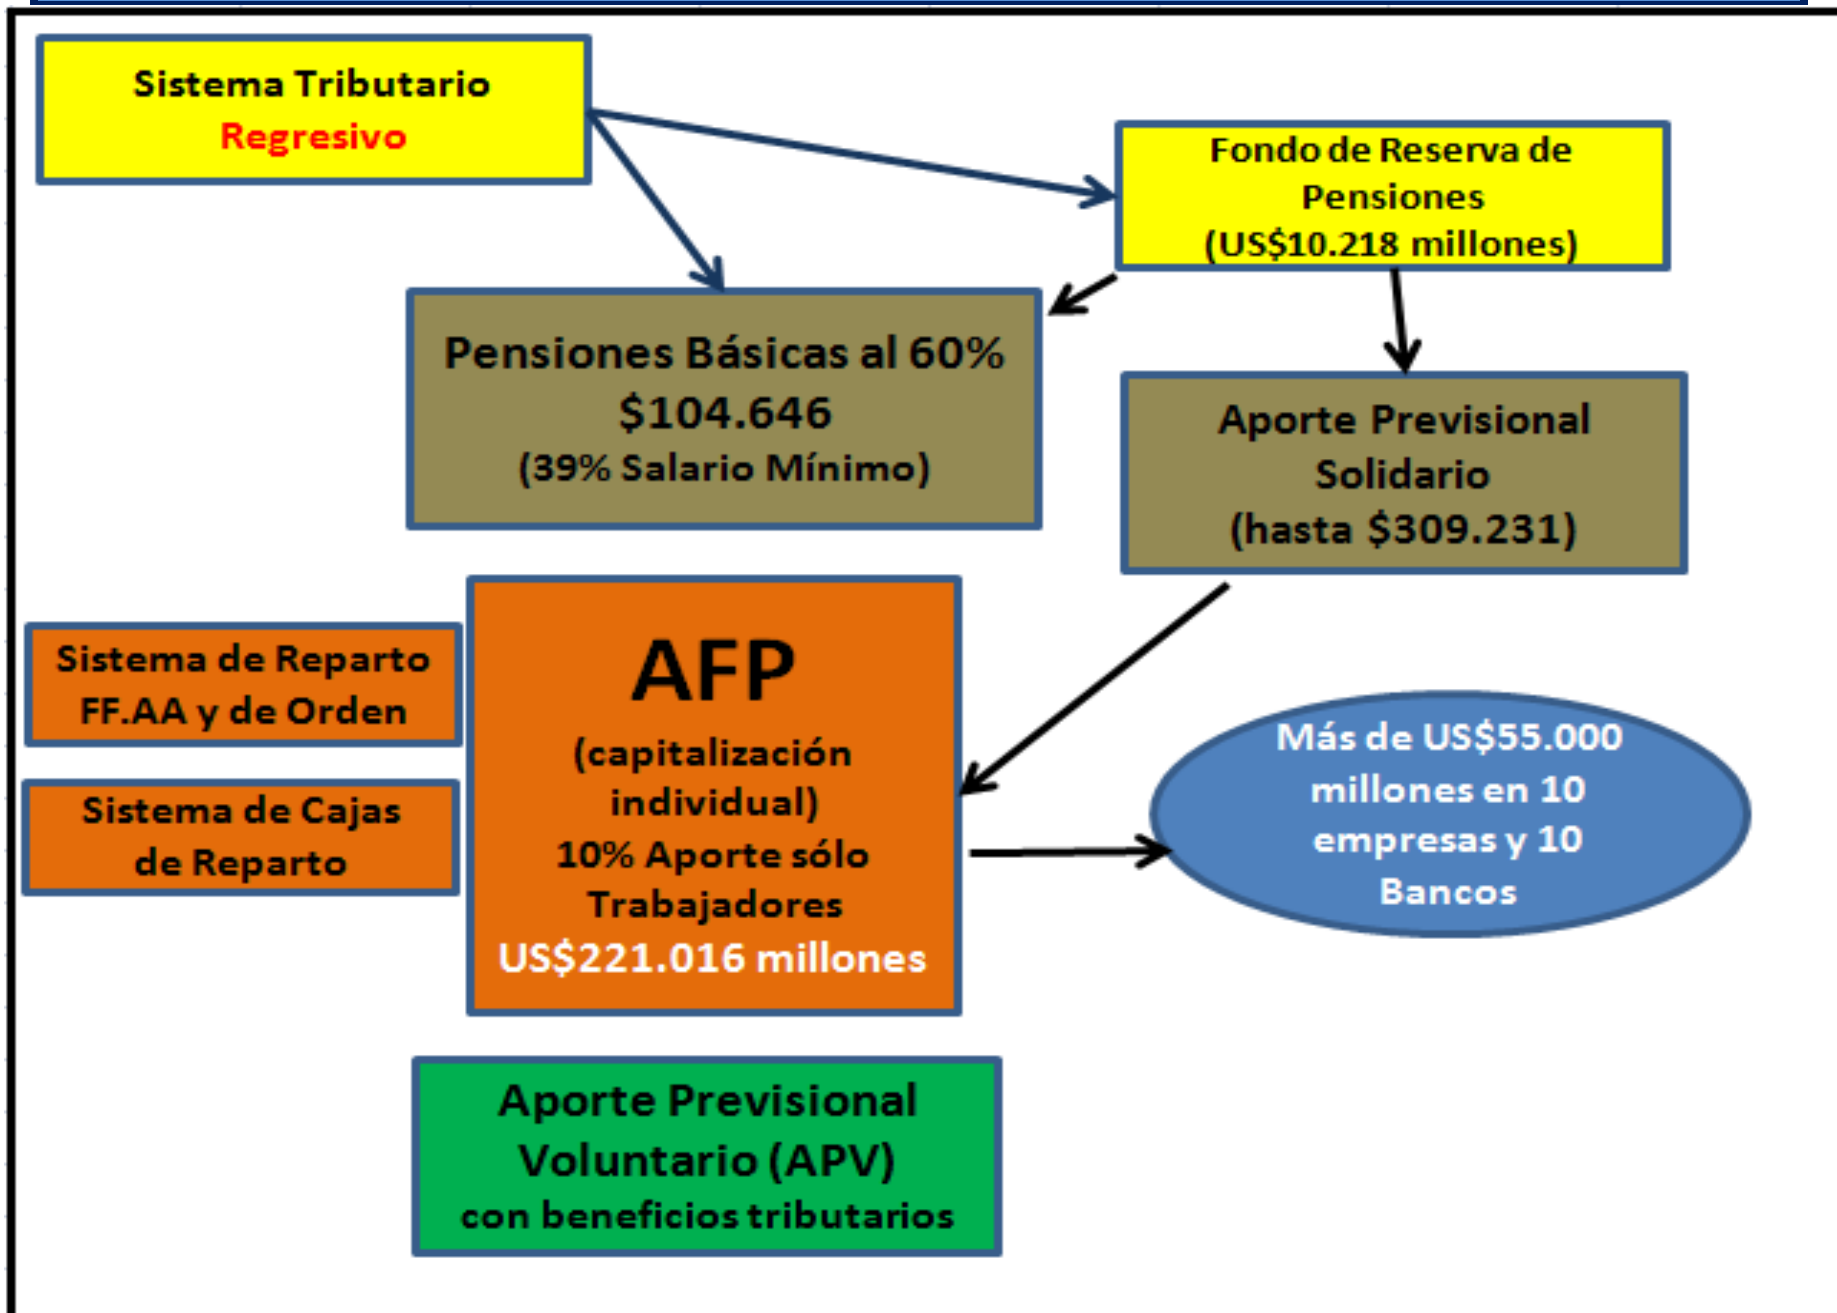 Sistema Tributario
Regresivo
Fondo de Reserva de
Pensiones
(US$10.218 millones)
Pensiones Básicas al 60%
$104.646
(39% Salario Mínimo)
Aporte Previsional
Solidario
(hasta $309.231)
Sistema de Reparto
FF.AA y de Orden
Sistema de Cajas
de Reparto
AFP
(capitalización
individual)
10% Aporte sólo
Trabajadores
US$221.016 millones
Más de US$55.000
millones en 10
empresas y 10
Bancos
Aporte Previsional
Voluntario (APV)
con beneficios tributarios